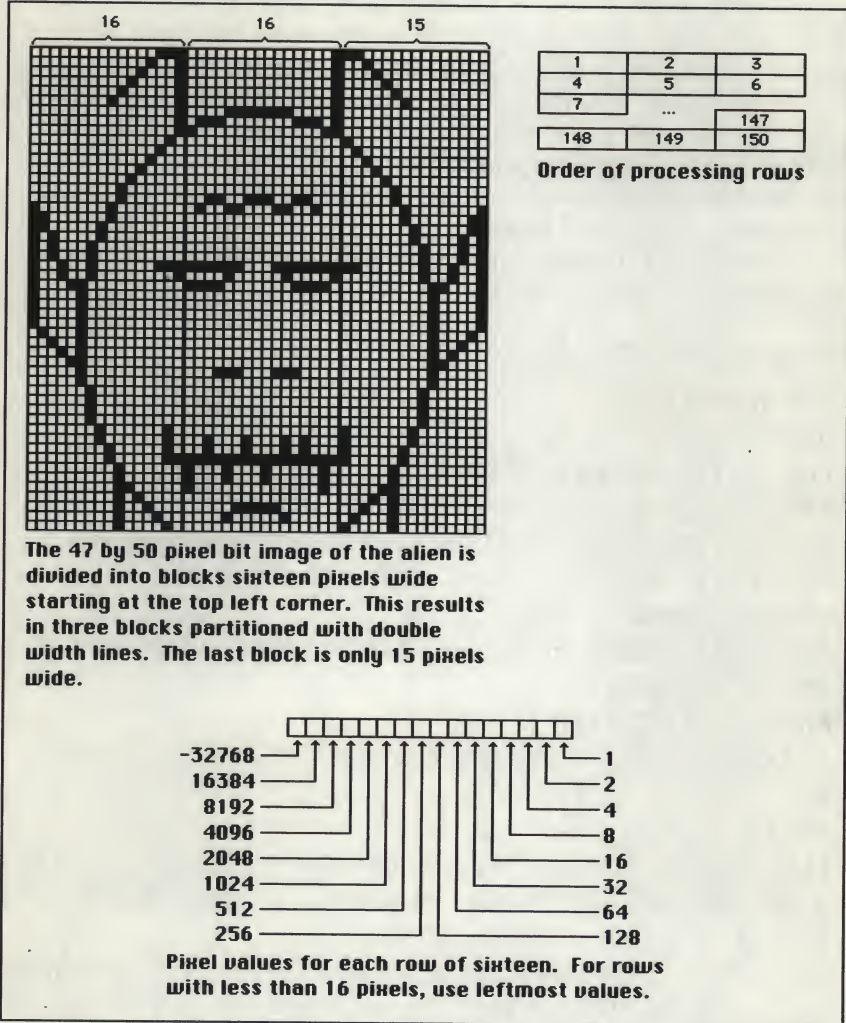 16 16 15
1 2 3
4 5 6
7 ... 147
148 149 150
Order of processing rows
The 47 by 50 pixel bit image of the alien is
divided into blocks sixteen pixels wide
starting at the top left corner. This results
in three blocks partitioned with double
width lines. The last block is only 15 pixels
wide.
-32768 1
16384 2
8192 4
4096 8
2048 16
1024 32
512 64
256 128
Pixel values for each row of sixteen. For rows
with less than 16 pixels, use leftmost values.